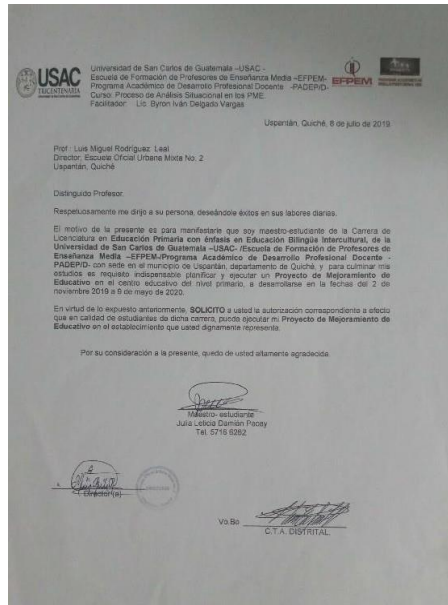 USAC
TRICENTENARIA
Universidad de San Carlos de Guatemala –USAC -
Escuela de Formación de Profesores de Enseñanza Media –EFPEM-
Programa Académico de Desarrollo Profesional Docente -PADEP/D-
Curso: Proceso de Análisis Situacional en los PME
Facilitador: Lic. Byron Iván Delgado Vargas
EFPEM
Uspantán, Quiché, 8 de julio de 2019
Prof.: Luis Miguel Rodríguez Leal
Director, Escuela Oficial Urbana Mixta No. 2
Uspantán, Quiché
Distinguido Profesor.
Respetuosamente me dirijo a su persona, deseándole éxitos en sus labores diarias.
El motivo de la presente es para manifestarle que soy maestro-estudiante de la Carrera de
Licenciatura en Educación Primaria con énfasis en Educación Bilingüe Intercultural, de la
Universidad de San Carlos de Guatemala –USAC- /Escuela de Formación de Profesores de
Enseñanza Media –EFPEM-/Programa Académico de Desarrollo Profesional Docente -
PADEP/D- con sede en el municipio de Uspantán, departamento de Quiché, y para culminar mis
estudios es requisito indispensable planificar y ejecutar un Proyecto de Mejoramiento de
Educativo en el centro educativo del nivel primario, a desarrollarse en la fechas del 2 de
noviembre 2019 a 9 de mayo de 2020.
En virtud de lo expuesto anteriormente, SOLICITO a usted la autorización correspondiente a efecto
que en calidad de estudiantes de dicha carrera, pueda ejecutar mi Proyecto de Mejoramiento de
Educativo en el establecimiento que usted dignamente representa.
Por su consideración a la presente, quedo de usted altamente agradecida.
Maestro- estudiante
Julia Leticia Damián Pacay
Tel. 5716 6262
Director(a)
Vo.Bo
C.T.A. DISTRITAL